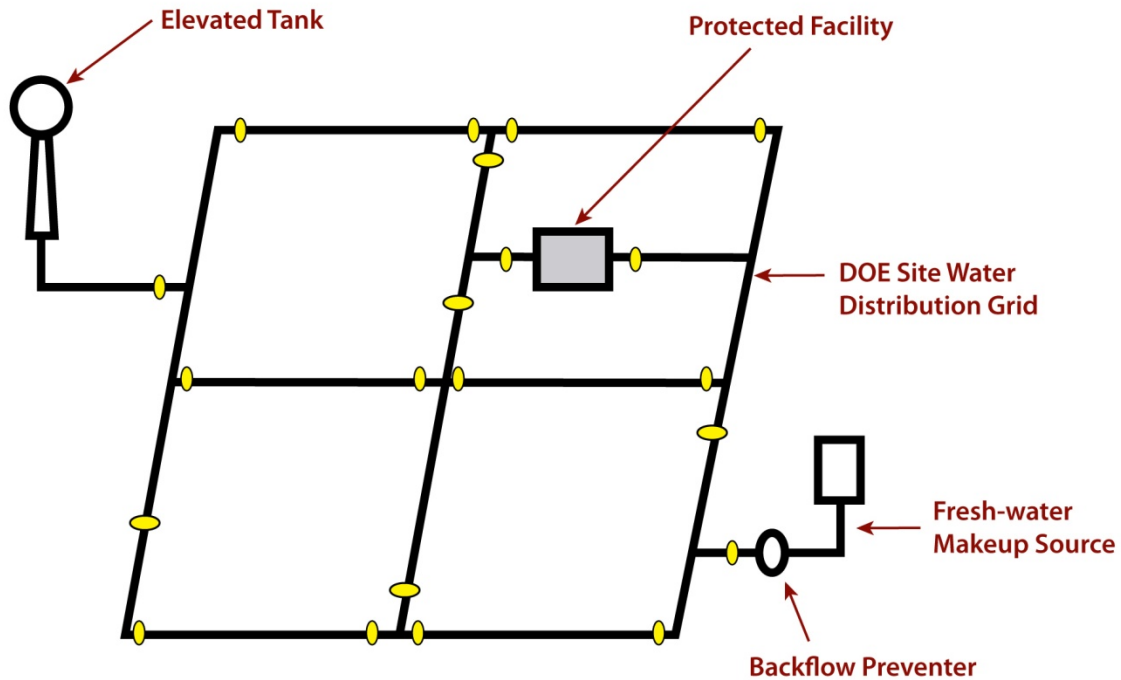 Elevated Tank
Protected Facility
DOE Site Water
Distribution Grid
Fresh-water
Makeup Source
Backflow Preventer